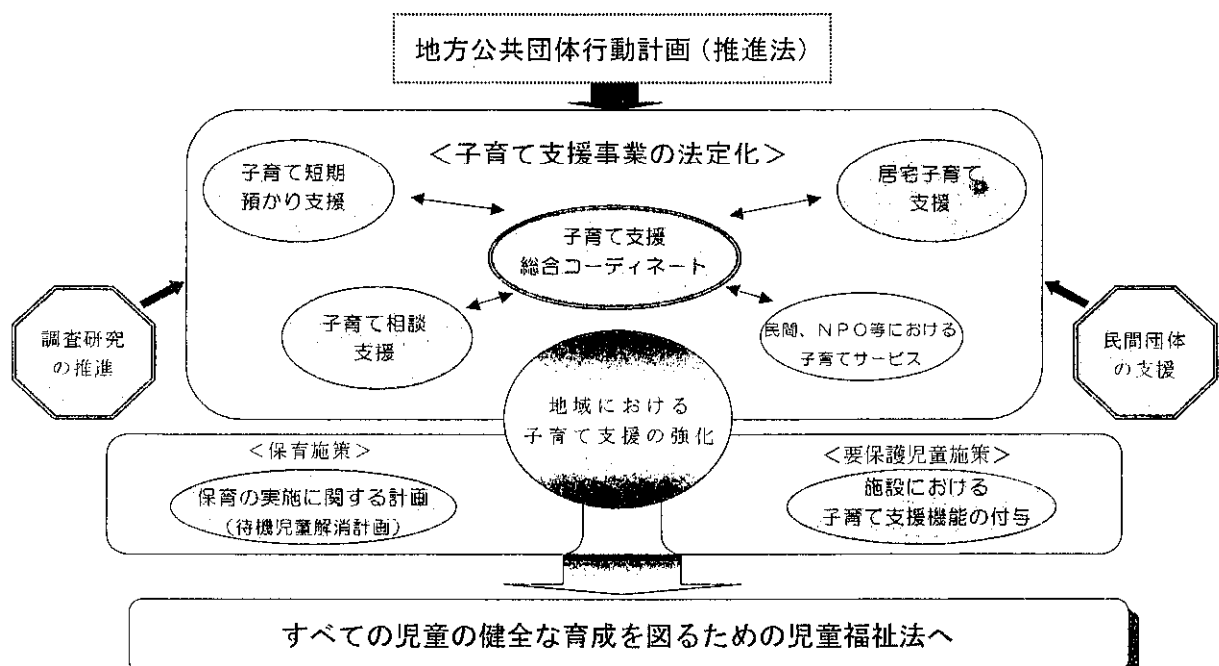 地方公共団体行動計画（推進法）
＜子育て支援事業の法定化＞
子育て短期
預かり支援
居宅子育て
支援
子育て支援
総合コーディネート
子育て相談
支援
民間、ＮＰＯ等における
子育てサービス
調査研究
の推進
民間団体
の支援
地域における
子育て支援の強化
＜保育施策＞
保育の実施に関する計画
（待機児童解消計画）
＜要保護児童施策＞
施設における
子育て支援機能の付与
すべての児童の健全な育成を図るための児童福祉法へ